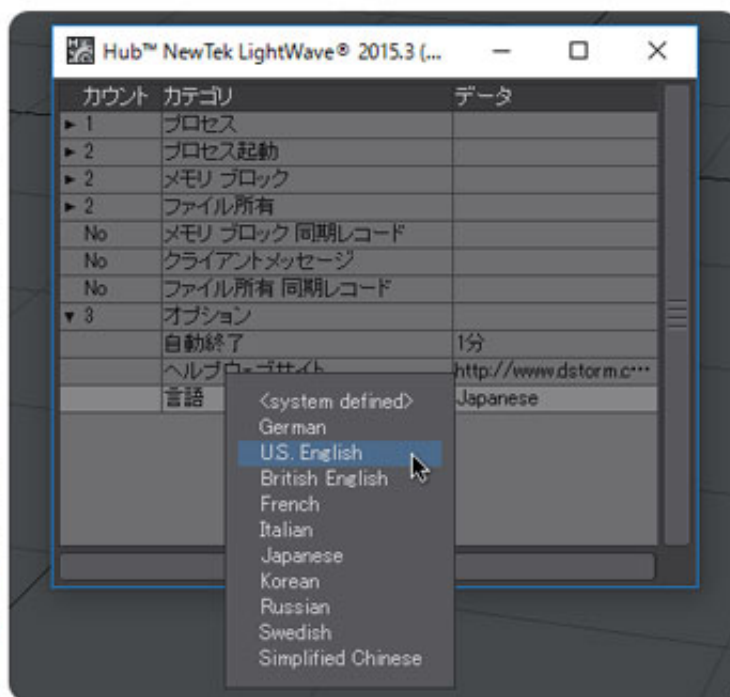 Hub™ NewTek LightWave® 2015.3 (...
カウント カテゴリ データ
▶ 1 プロセス
▶ 2 プロセス起動
▶ 2 メモリ ブロック
▶ 2 ファイル所有
No メモリ ブロック 同期レコード
No クライアントメッセージ
No ファイル所有 同期レコード
▼ 3 オプション
自動終了 1分
ヘルプウェブサイト http://www.dstorm.c…
言語 Japanese
<system defined>
German
U.S. English
British English
French
Italian
Japanese
Korean
Russian
Swedish
Simplified Chinese